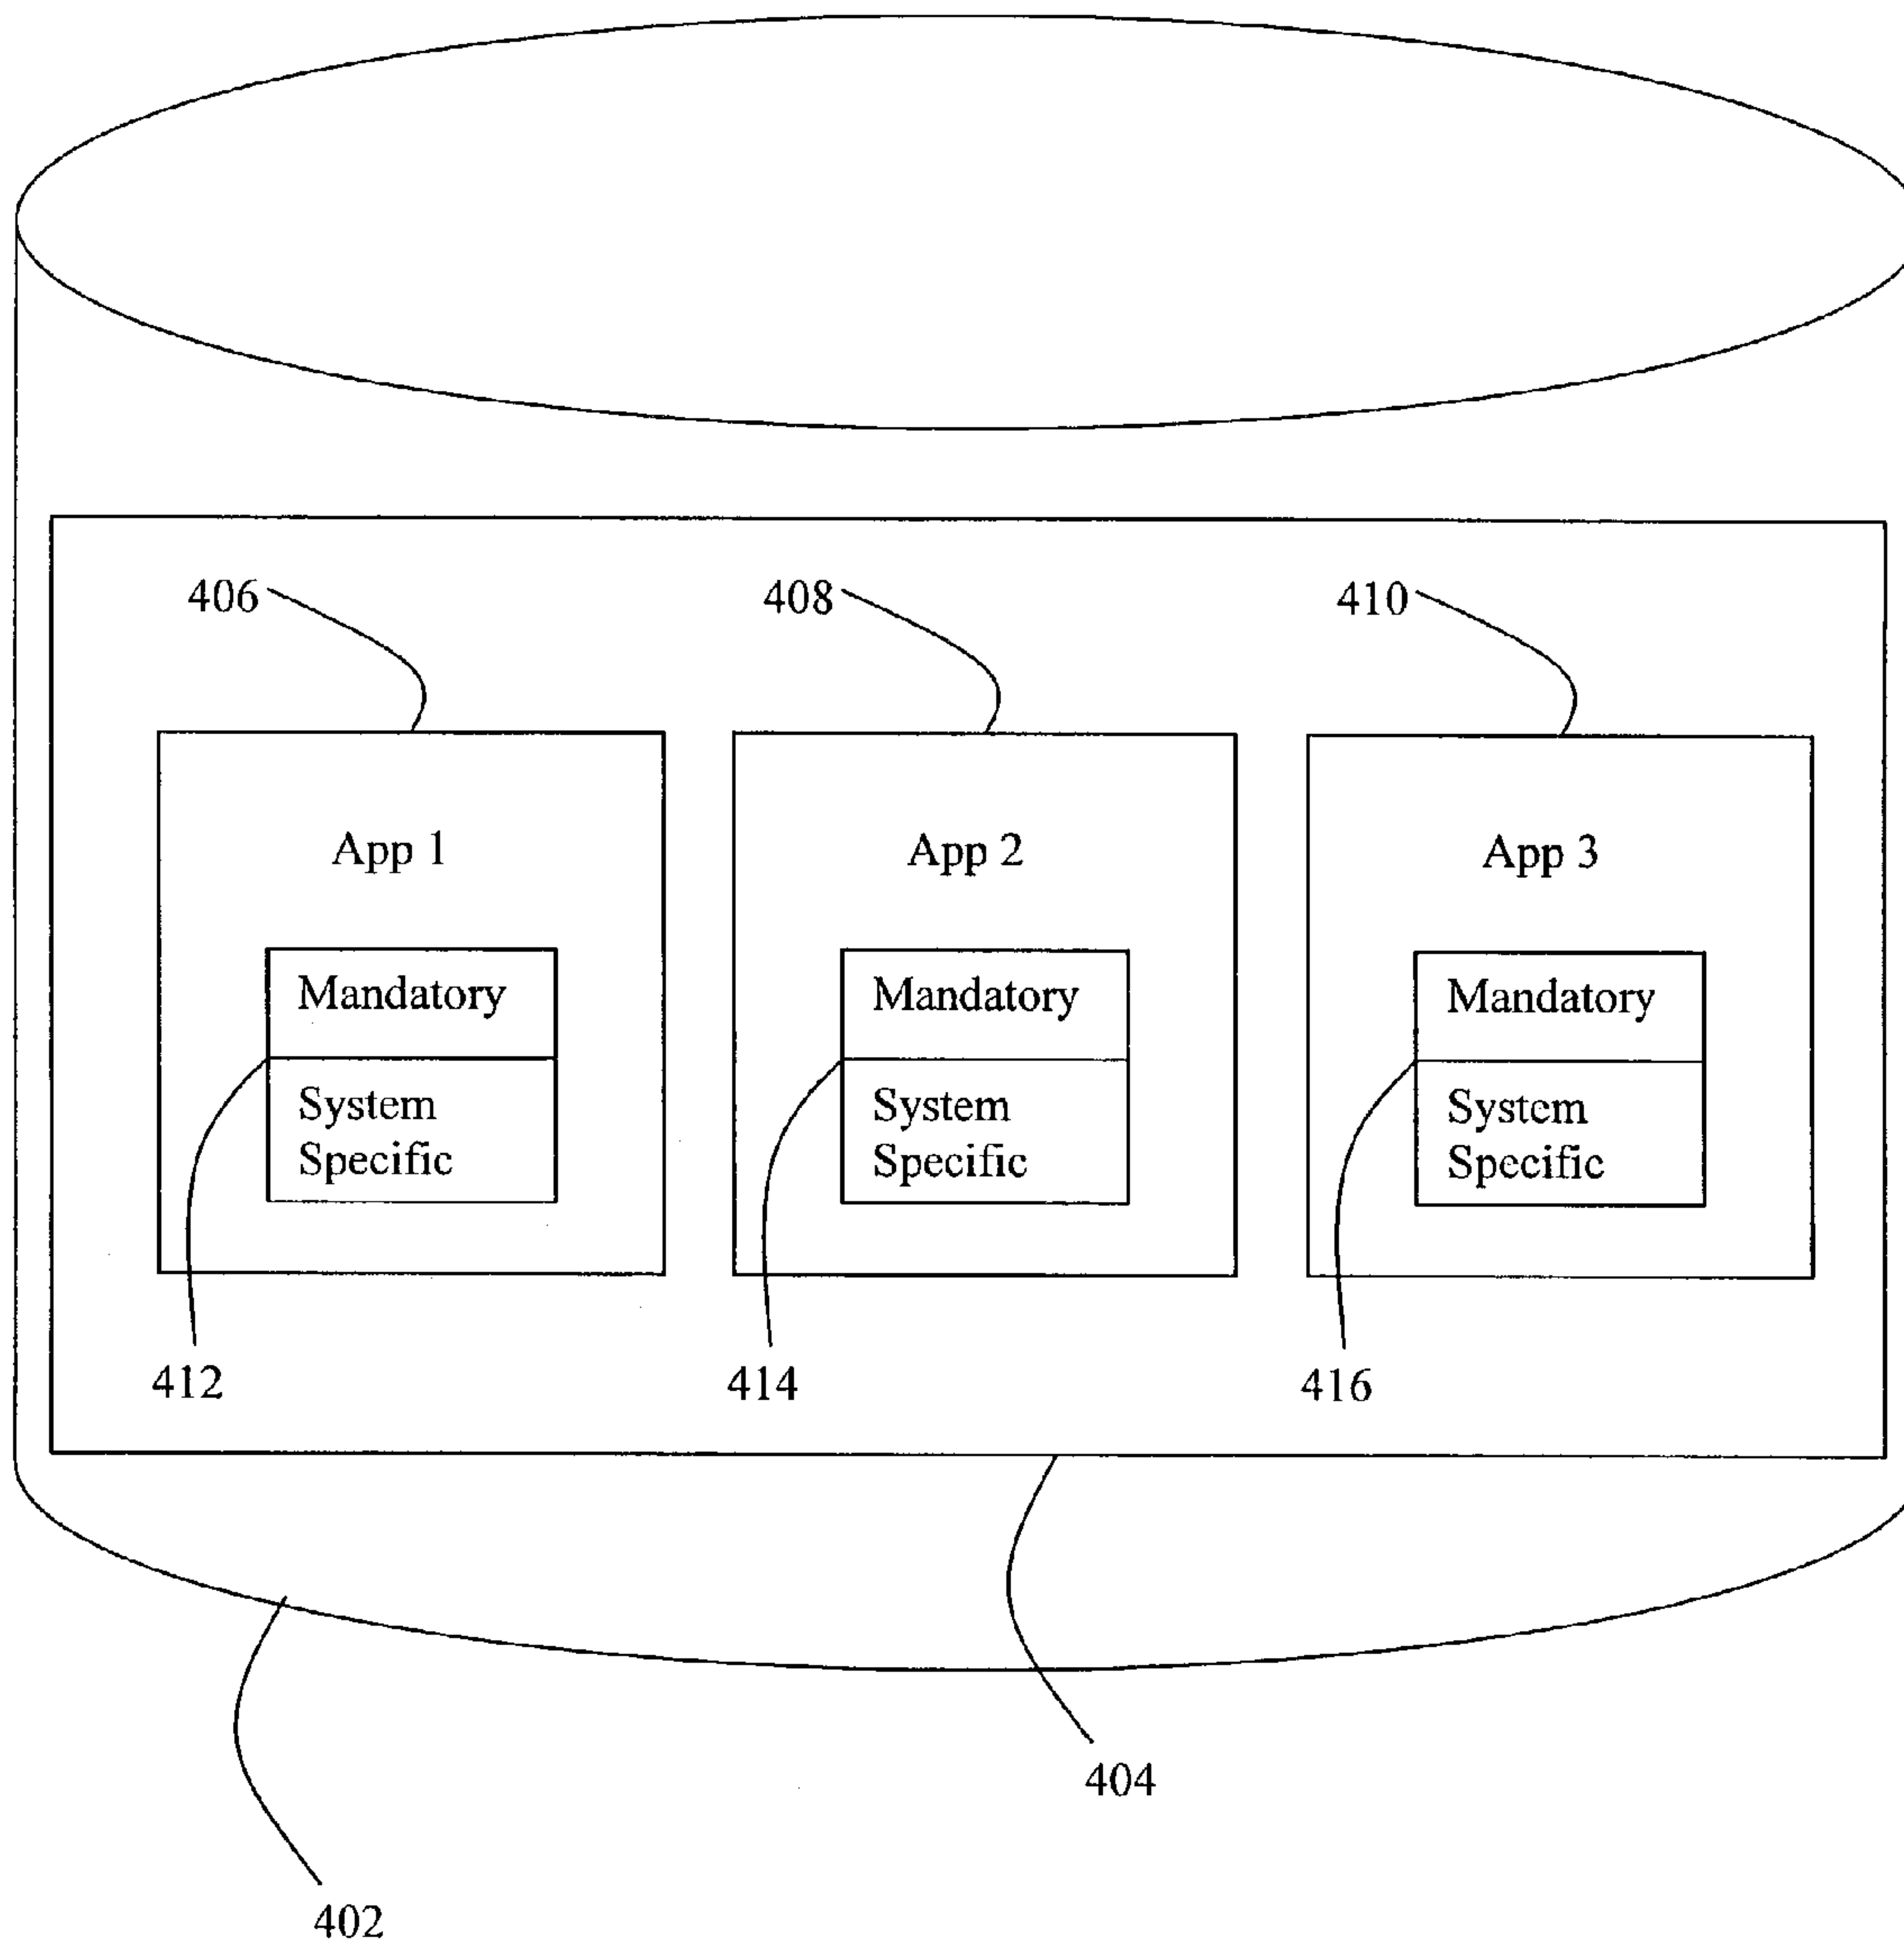 406
408
410
App 1
App 2
App 3
Mandatory
System
Specific
Mandatory
System
Specific
Mandatory
System
Specific
412
414
416
404
402